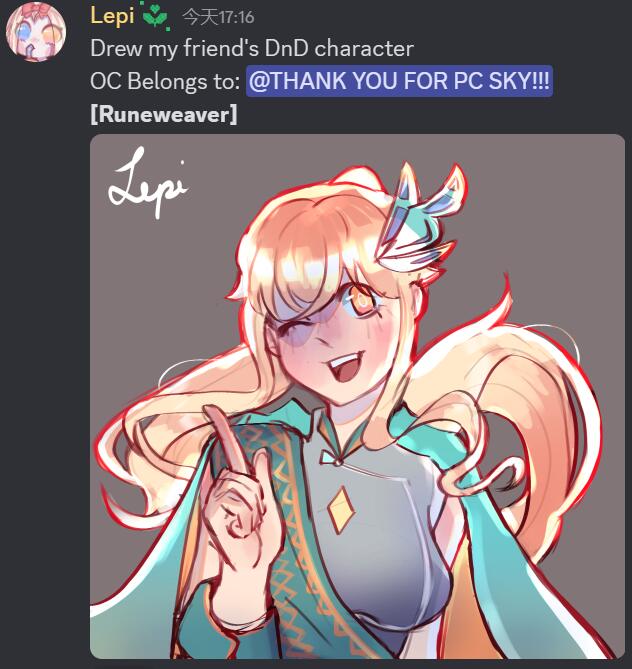 Lepi 今天17:16
Drew my friend's DnD character
OC Belongs to: @THANK YOU FOR PC SKY!!!
[Runeweaver]
Lepi